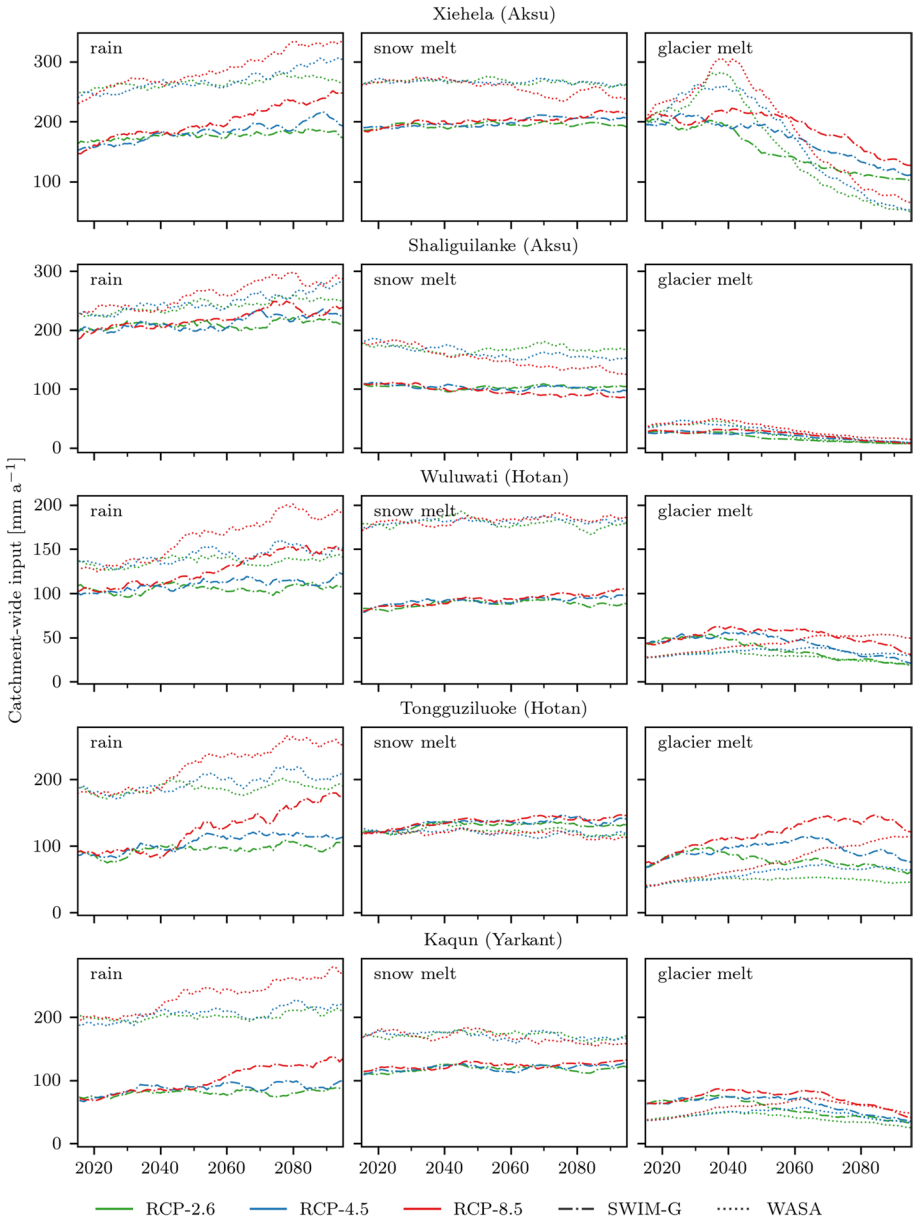 Xiehela (Aksu)
rain
snow melt
glacier melt
300
200
100
Shaliguilanke (Aksu)
rain
snow melt
glacier melt
300
200
100
0
Wuluwati (Hotan)
rain
snow melt
glacier melt
200
150
100
50
0
Catchment-wide input [mm a−1]
Tongguziluoke (Hotan)
rain
snow melt
glacier melt
200
100
0
Kaqun (Yarkant)
rain
snow melt
glacier melt
200
100
0
2020 2040 2060 2080 2020 2040 2060 2080 2020 2040 2060 2080
RCP-2.6 RCP-4.5 RCP-8.5 SWIM-G WASA